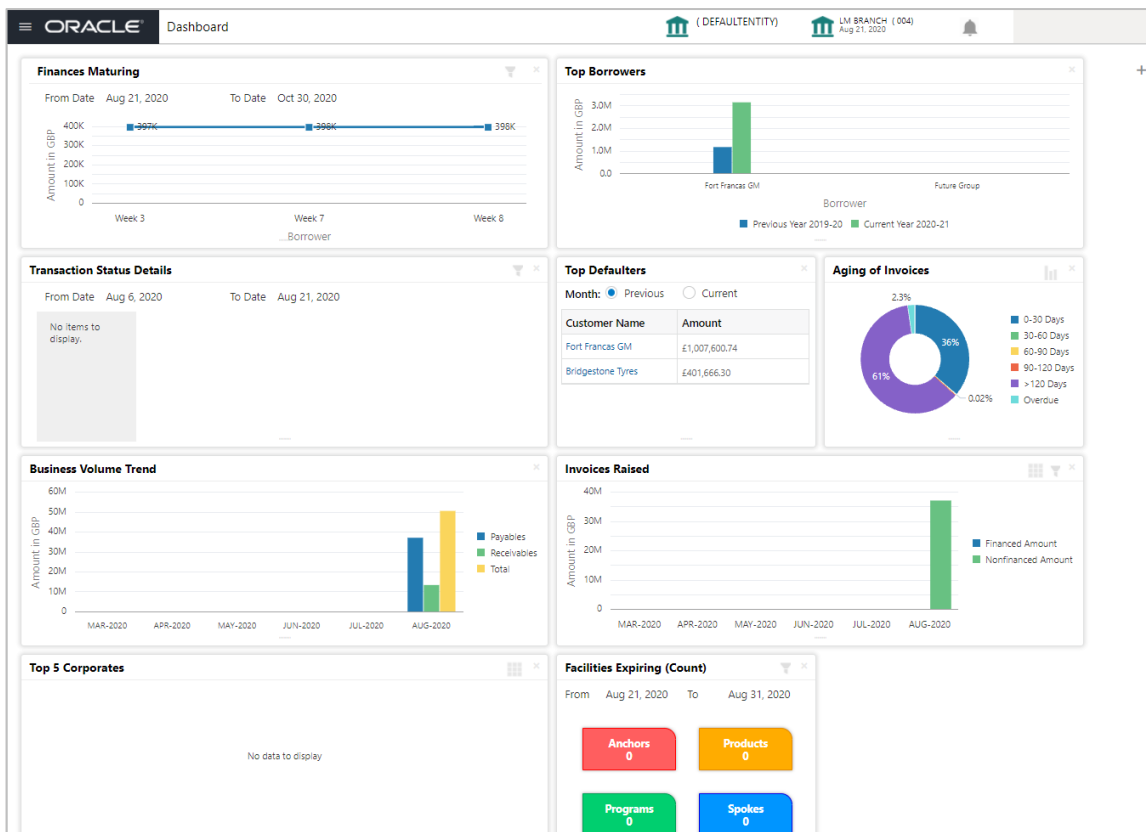 ORACLE Dashboard ( DEFAULTENTITY) LM BRANCH ( 004)
Aug 21, 2020
Finances Maturing
From Date Aug 21, 2020 To Date Oct 30, 2020
Amount in GBP
400K
300K
200K
100K
0
397K 398K 398K
Week 3 Week 7 Week 8
Borrower
Top Borrowers
Amount in GBP
3.0M
2.0M
1.0M
0.0
Fort Francas GM Future Group
Borrower
Previous Year 2019-20 Current Year 2020-21
Transaction Status Details
From Date Aug 6, 2020 To Date Aug 21, 2020
No items to
display.
Top Defaulters
Month: Previous Current
Customer Name Amount
Fort Francas GM £1,007,600.74
Bridgestone Tyres £401,666.30
Aging of Invoices
2.3%
36%
61%
0.02%
0-30 Days
30-60 Days
60-90 Days
90-120 Days
>120 Days
Overdue
Business Volume Trend
Amount in GBP
60M
50M
40M
30M
20M
10M
0
MAR-2020 APR-2020 MAY-2020 JUN-2020 JUL-2020 AUG-2020
Payables
Receivables
Total
Invoices Raised
Amount in GBP
40M
30M
20M
10M
0
MAR-2020 APR-2020 MAY-2020 JUN-2020 JUL-2020 AUG-2020
Financed Amount
Nonfinanced Amount
Top 5 Corporates
No data to display
Facilities Expiring (Count)
From Aug 21, 2020 To Aug 31, 2020
Anchors
0
Products
0
Programs
0
Spokes
0